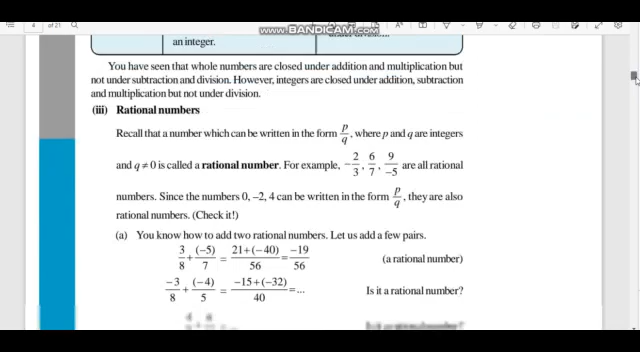 www.BANDICAM.com
4 of 21
an integer.
You have seen that whole numbers are closed under addition and multiplication but
not under subtraction and division. However, integers are closed under addition, subtraction
and multiplication but not under division.
(iii) Rational numbers
Recall that a number which can be written in the form p/q, where p and q are integers
and q ≠ 0 is called a rational number. For example, -2/3, 6/7, 9/-5 are all rational
numbers. Since the numbers 0, -2, 4 can be written in the form p/q, they are also
rational numbers. (Check it!)
(a) You know how to add two rational numbers. Let us add a few pairs.
3/8 + (-5)/7 = 21+(-40)/56 = -19/56 (a rational number)
-3/8 + (-4)/5 = -15+(-32)/40 = ... Is it a rational number?